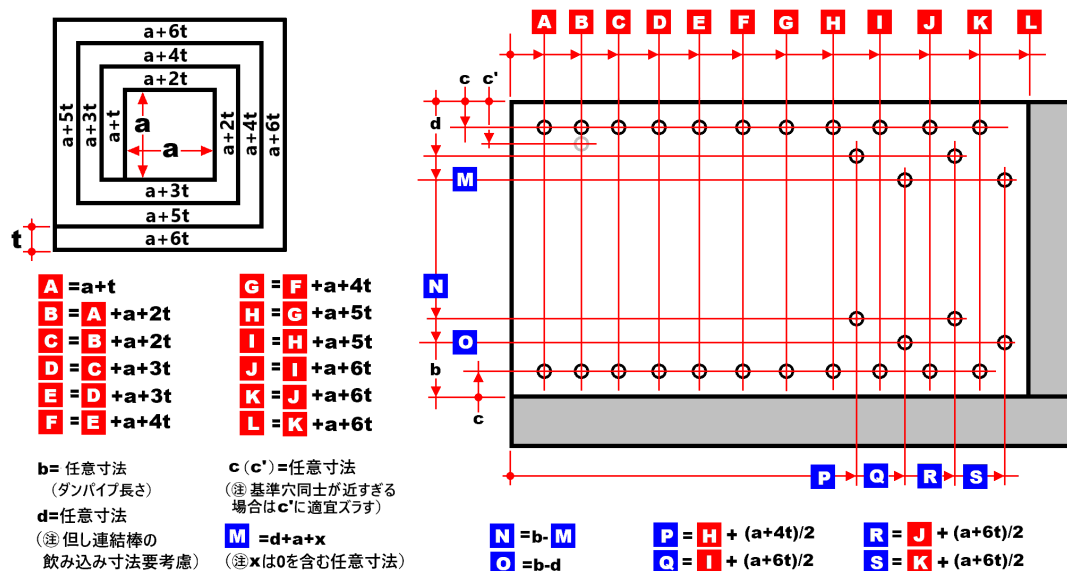 a+6t
a+4t
a+2t
a+5t
a+3t
a+t
a
a
a+2t
a+4t
a+6t
a+3t
a+5t
a+6t
t
A B C D E F G H I J K L
c c'
d
M
N
O
b
c
P Q R S
A =a+t
B = A +a+2t
C = B +a+2t
D = C +a+3t
E = D +a+3t
F = E +a+4t
G = F +a+4t
H = G +a+5t
I = H +a+5t
J = I +a+6t
K = J +a+6t
L = K +a+6t
b= 任意寸法
(ダンパイプ長さ)
d=任意寸法
(㊟ 但し連結棒の
飲み込み寸法要考慮)
c (c')=任意寸法
(㊟ 基準穴同士が近すぎる
場合はc'に適宜ズラす)
M =d+a+x
(㊟xは0を含む任意寸法)
N =b- M
O =b-d
P = H + (a+4t)/2
Q = I + (a+6t)/2
R = J + (a+6t)/2
S = K + (a+6t)/2